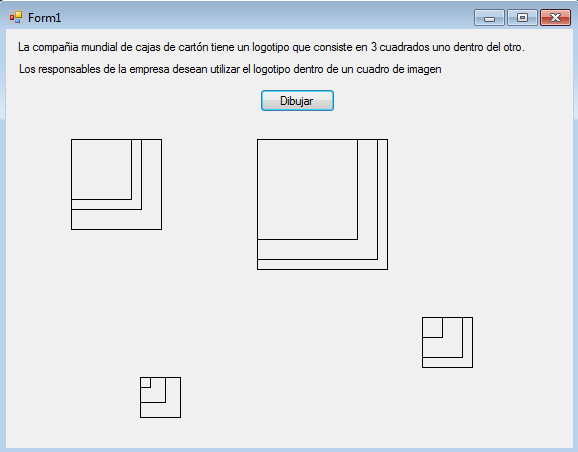 Form1
La compañia mundial de cajas de cartón tiene un logotipo que consiste en 3 cuadrados uno dentro del otro.
Los responsables de la empresa desean utilizar el logotipo dentro de un cuadro de imagen
Dibujar